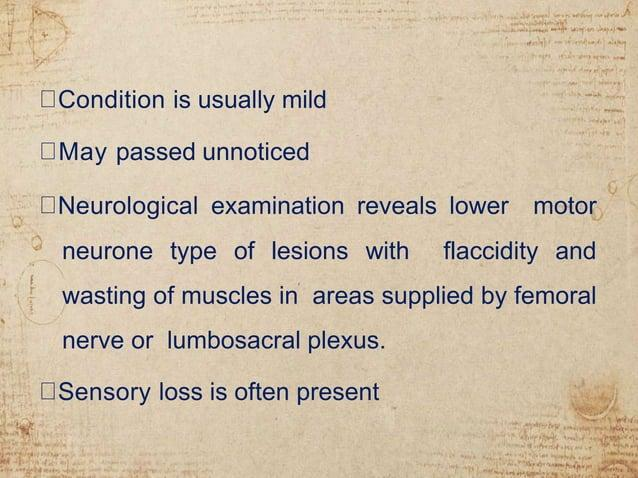 Condition is usually mild
May passed unnoticed
Neurological examination reveals lower motor
neurone type of lesions with flaccidity and
wasting of muscles in areas supplied by femoral
nerve or lumbosacral plexus.
Sensory loss is often present